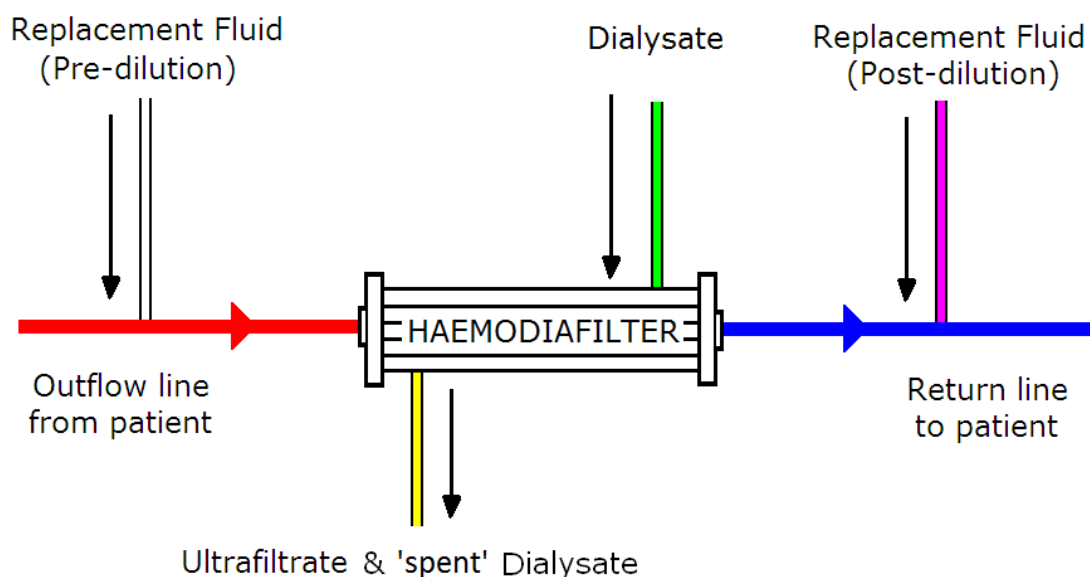 Replacement Fluid
(Pre-dilution)
Dialysate
Replacement Fluid
(Post-dilution)
HAEMODIAFILTER
Outflow line
from patient
Return line
to patient
Ultrafiltrate & 'spent' Dialysate